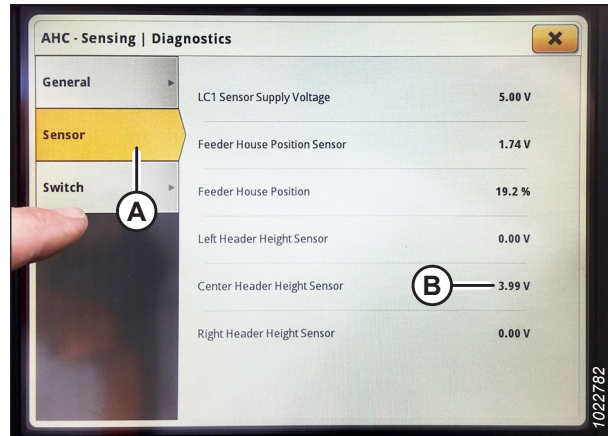 AHC - Sensing | Diagnostics
General
Sensor
Switch
A
LC1 Sensor Supply Voltage 5.00 V
Feeder House Position Sensor 1.74 V
Feeder House Position 19.2 %
Left Header Height Sensor 0.00 V
Center Header Height Sensor B 3.99 V
Right Header Height Sensor 0.00 V
1022782